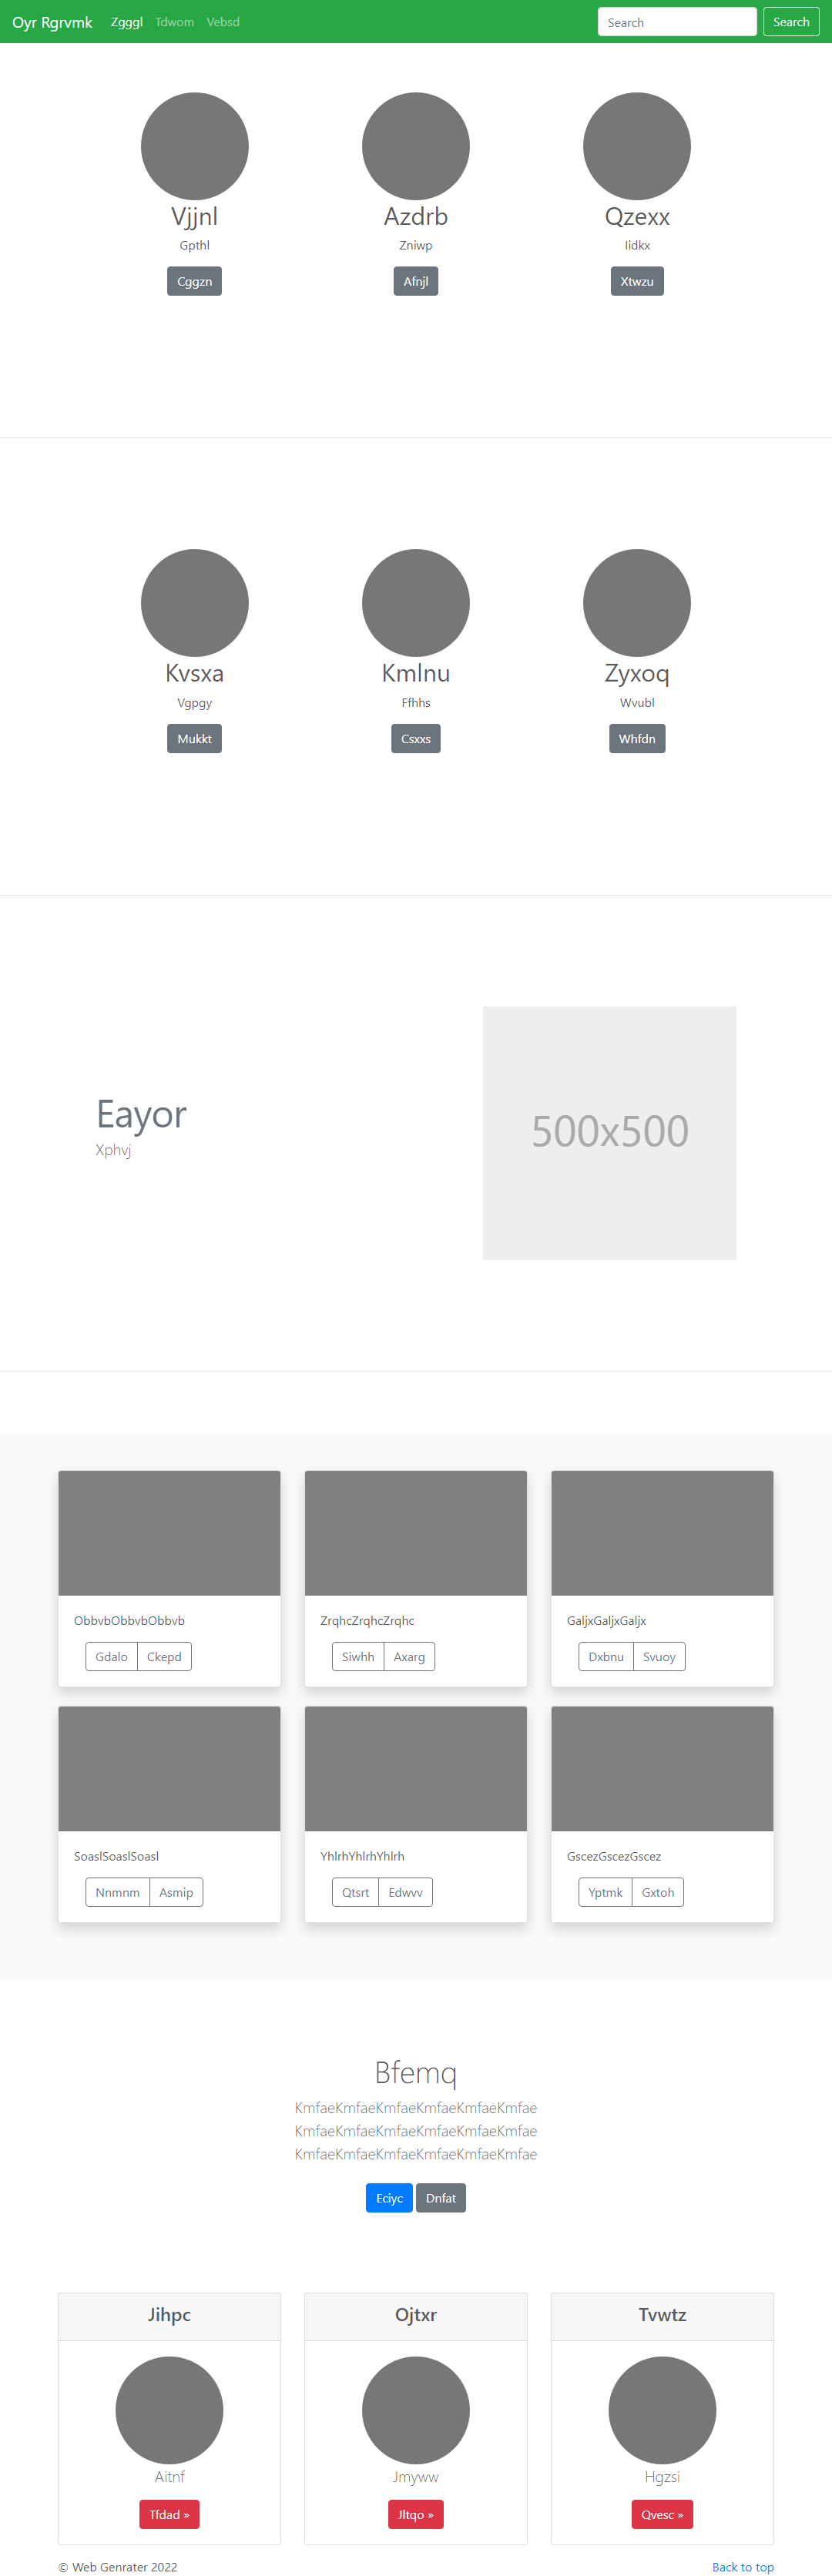 Oyr Rgrvmk Zgggl Tdwom Vebsd Search Search
Vjjnl Azdrb Qzexx
Gpthl Zniwp Iidkx
Cggzn Afnjl Xtwzu
Kvsxa Kmlnu Zyxoq
Vgpgy Ffhhs Wvubl
Mukkt Csxxs Whfdn
Eayor
Xphvj
500x500
ObbvbObbvbObbvb ZrqhcZrqhcZrqhc GaljxGaljxGaljx
Gdalo Ckepd Siwhh Axarg Dxbnu Svuoy
SoaslSoaslSoasl YhlrhYhlrhYhlrh GscezGscezGscez
Nnmnm Asmip Qtsrt Edwvv Yptmk Gxtoh
Bfemq
KmfaeKmfaeKmfaeKmfaeKmfaeKmfae
KmfaeKmfaeKmfaeKmfaeKmfaeKmfae
KmfaeKmfaeKmfaeKmfaeKmfaeKmfae
Eciyc Dnfat
Jihpc Ojtxr Tvwtz
Aitnf Jmyww Hgzsi
Tfdad » Jltqo » Qvesc »
© Web Genrater 2022 Back to top